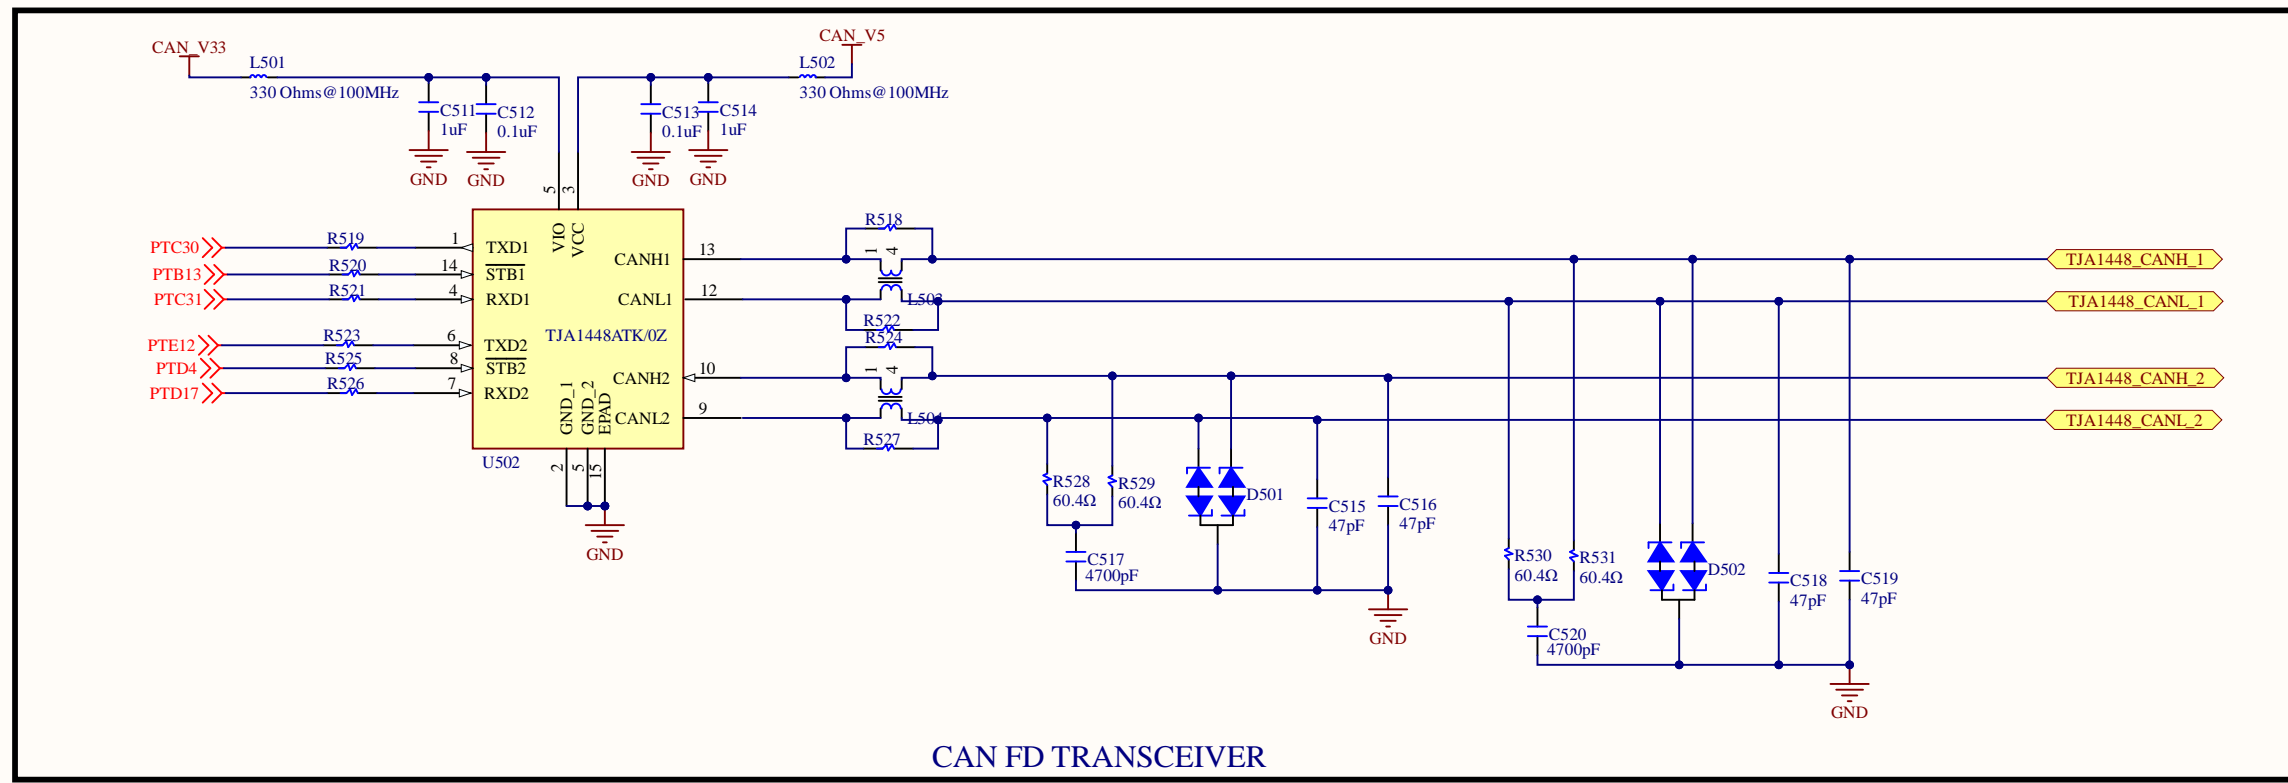 CAN_V33
CAN_V5
L501
330 Ohms@100MHz
L502
330 Ohms@100MHz
C511
1uF
C512
0.1uF
C513
0.1uF
C514
1uF
GND
GND
GND
GND
5
3
VIO
VCC
PTC30
R519
1
TXD1
PTB13
R520
14
STB1
PTC31
R521
4
RXD1
PTE12
R523
6
TXD2
PTD4
R525
8
STB2
PTD17
R526
7
RXD2
TJA1448ATK/0Z
CANH1
13
CANL1
12
CANH2
10
CANL2
9
GND_1
GND_2
EPAD
U502
2
5
15
GND
R518
1
4
L503
R522
R524
1
4
L504
R527
TJA1448_CANH_1
TJA1448_CANL_1
TJA1448_CANH_2
TJA1448_CANL_2
R528
60.4Ω
R529
60.4Ω
D501
C515
47pF
C516
47pF
C517
4700pF
GND
R530
60.4Ω
R531
60.4Ω
D502
C518
47pF
C519
47pF
C520
4700pF
GND
CAN FD TRANSCEIVER